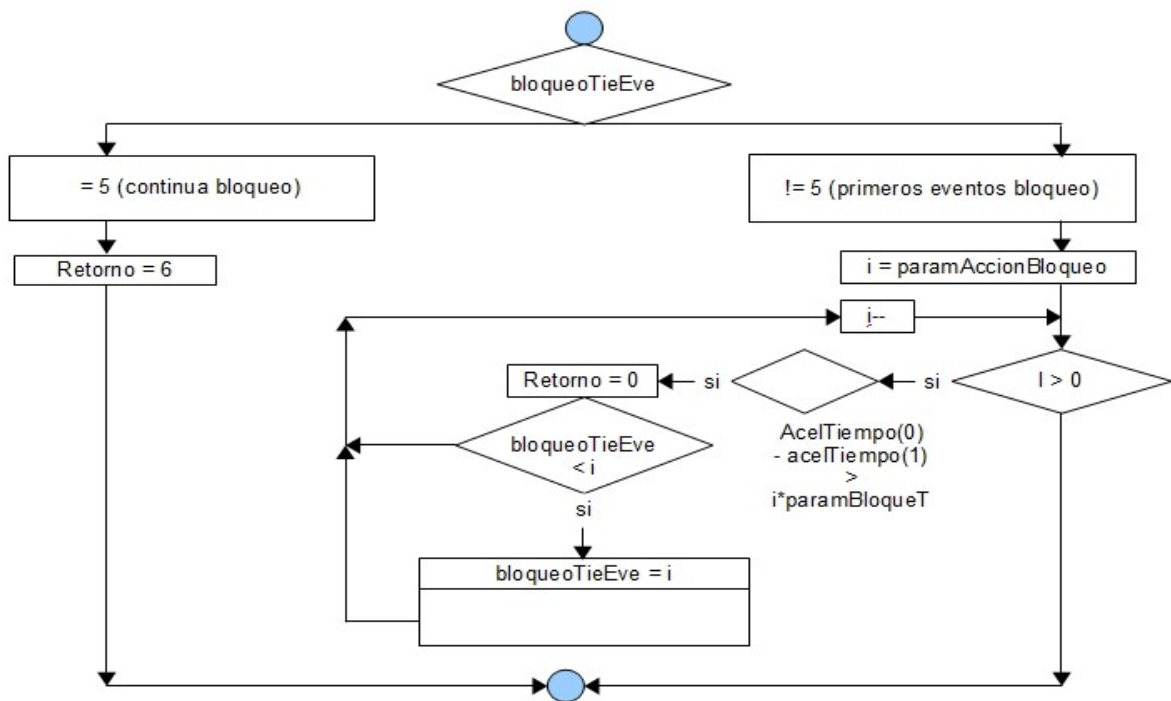 bloqueoTieEve
= 5 (continua bloqueo)
!= 5 (primeros eventos bloqueo)
Retorno = 6
i = paramAccionBloqueo
i--
Retorno = 0
si
si
I > 0
bloqueoTieEve
< i
AcelTiempo(0)
- acelTiempo(1)
>
i*paramBloqueT
si
bloqueoTieEve = i